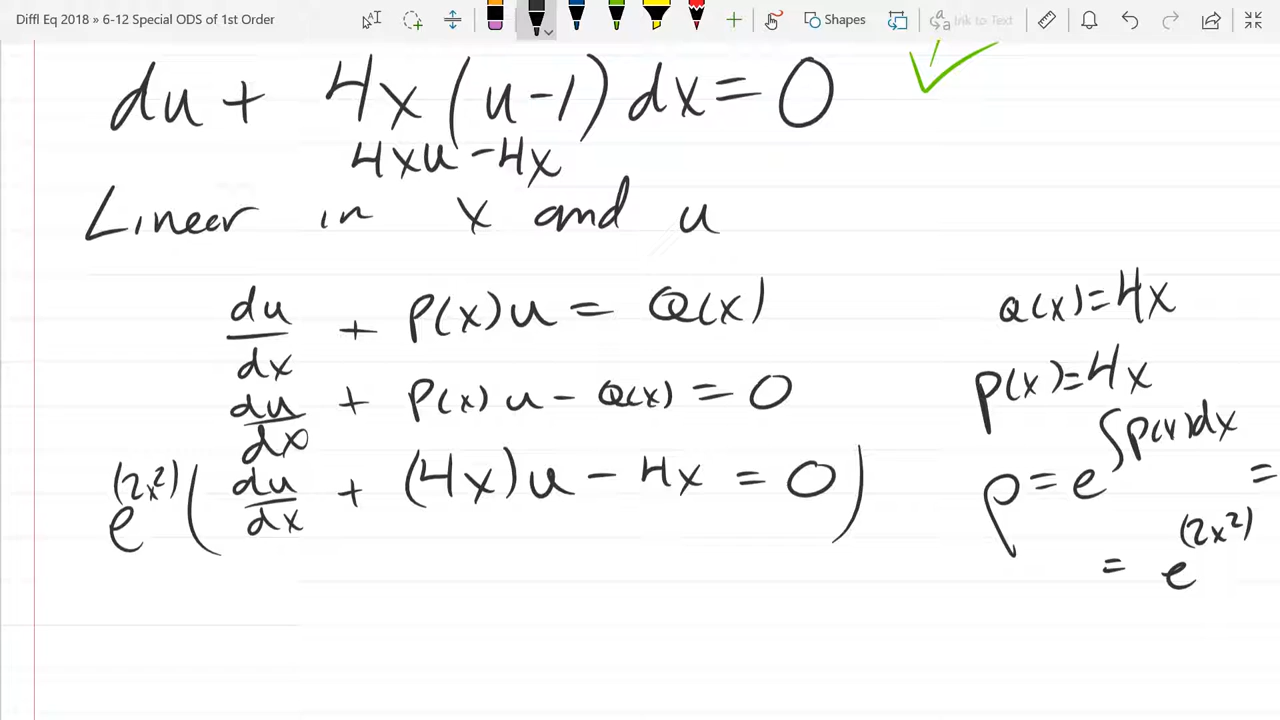 Diffl Eq 2018 » 6-12 Special ODS of 1st Order
Shapes
Ink to Text
du + 4x(u-1)dx = 0
4xu - 4x
Linear in x and u
du/dx + P(x)u = Q(x)
du/dx + P(x)u - Q(x) = 0
e^(2x²) ( du/dx + (4x)u - 4x = 0 )
Q(x) = 4x
P(x) = 4x
ρ = e^∫P(x)dx =
= e^(2x²)